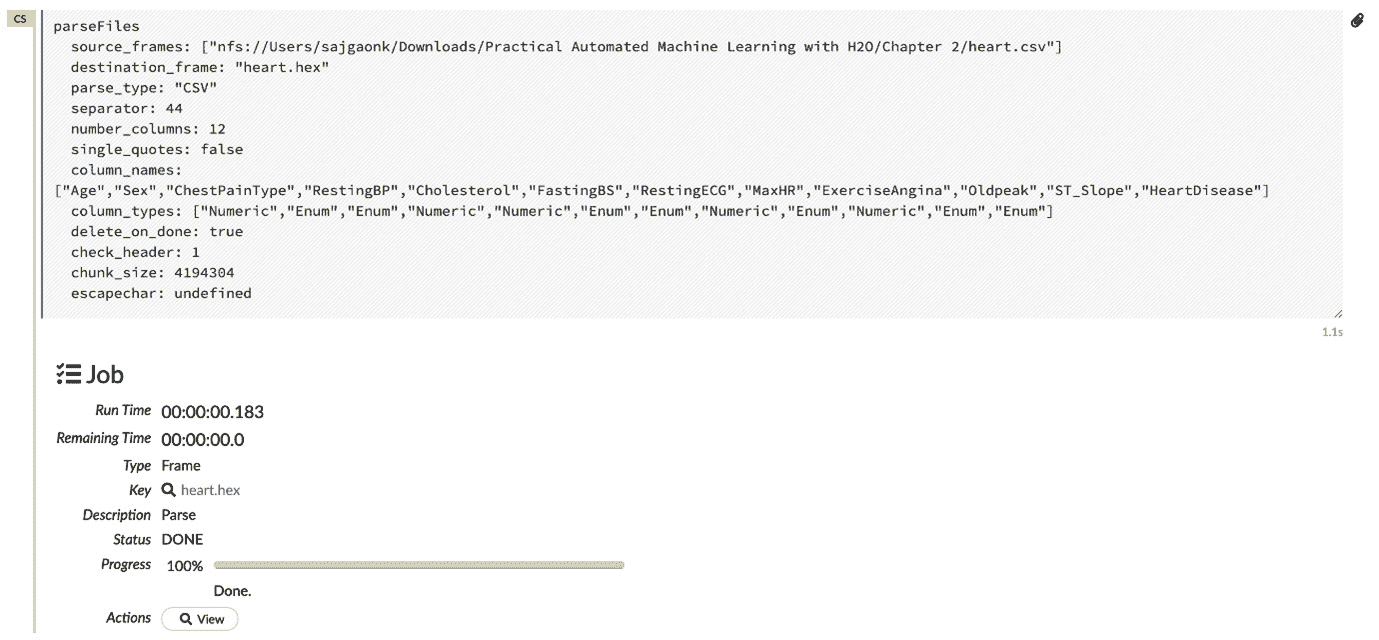 CS
parseFiles
source_frames: ["nfs://Users/sajgaonk/Downloads/Practical Automated Machine Learning with H2O/Chapter 2/heart.csv"]
destination_frame: "heart.hex"
parse_type: "CSV"
separator: 44
number_columns: 12
single_quotes: false
column_names:
["Age","Sex","ChestPainType","RestingBP","Cholesterol","FastingBS","RestingECG","MaxHR","ExerciseAngina","Oldpeak","ST_Slope","HeartDisease"]
column_types: ["Numeric","Enum","Enum","Numeric","Numeric","Enum","Enum","Numeric","Enum","Numeric","Enum","Enum"]
delete_on_done: true
check_header: 1
chunk_size: 4194304
escapechar: undefined
1.1s
Job
Run Time 00:00:00.183
Remaining Time 00:00:00.0
Type Frame
Key heart.hex
Description Parse
Status DONE
Progress 100%
Done.
Actions View